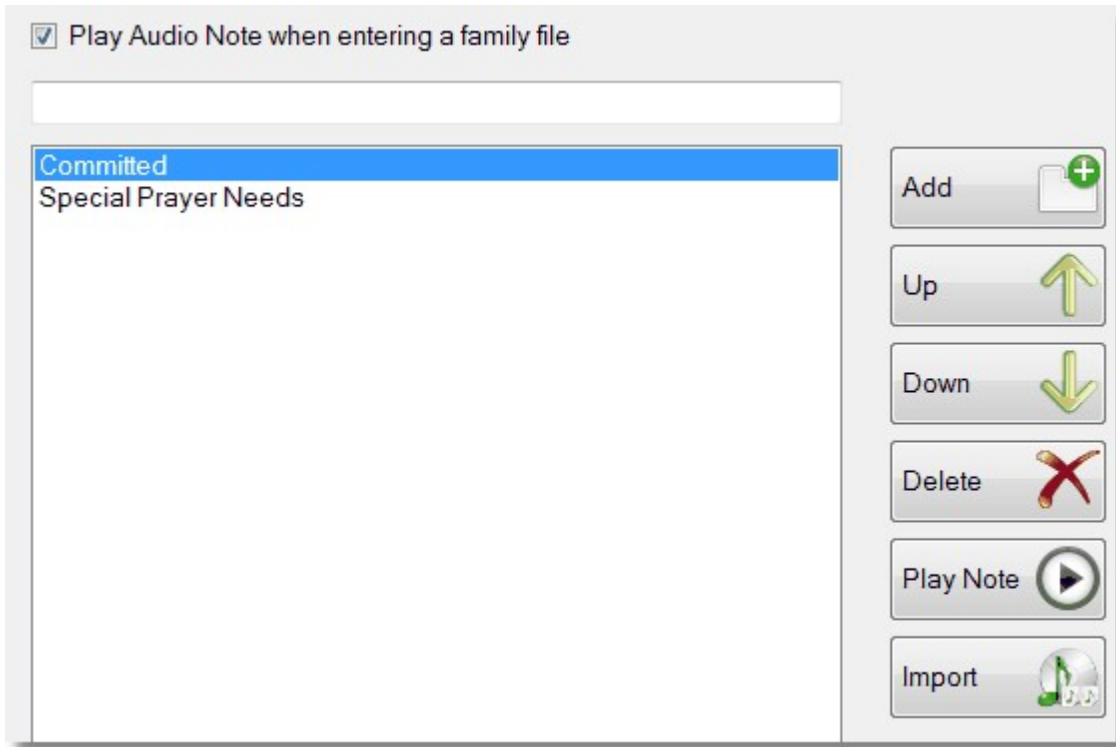 Play Audio Note when entering a family file
Committed
Special Prayer Needs
Add
Up
Down
Delete
Play Note
Import